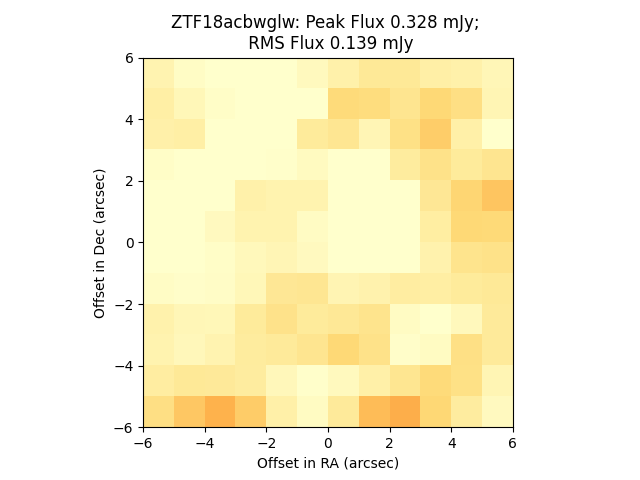 ZTF18acbwglw: Peak Flux 0.328 mJy;
RMS Flux 0.139 mJy
6
4
2
0
−2
−4
−6
Offset in Dec (arcsec)
−6 −4 −2 0 2 4 6
Offset in RA (arcsec)